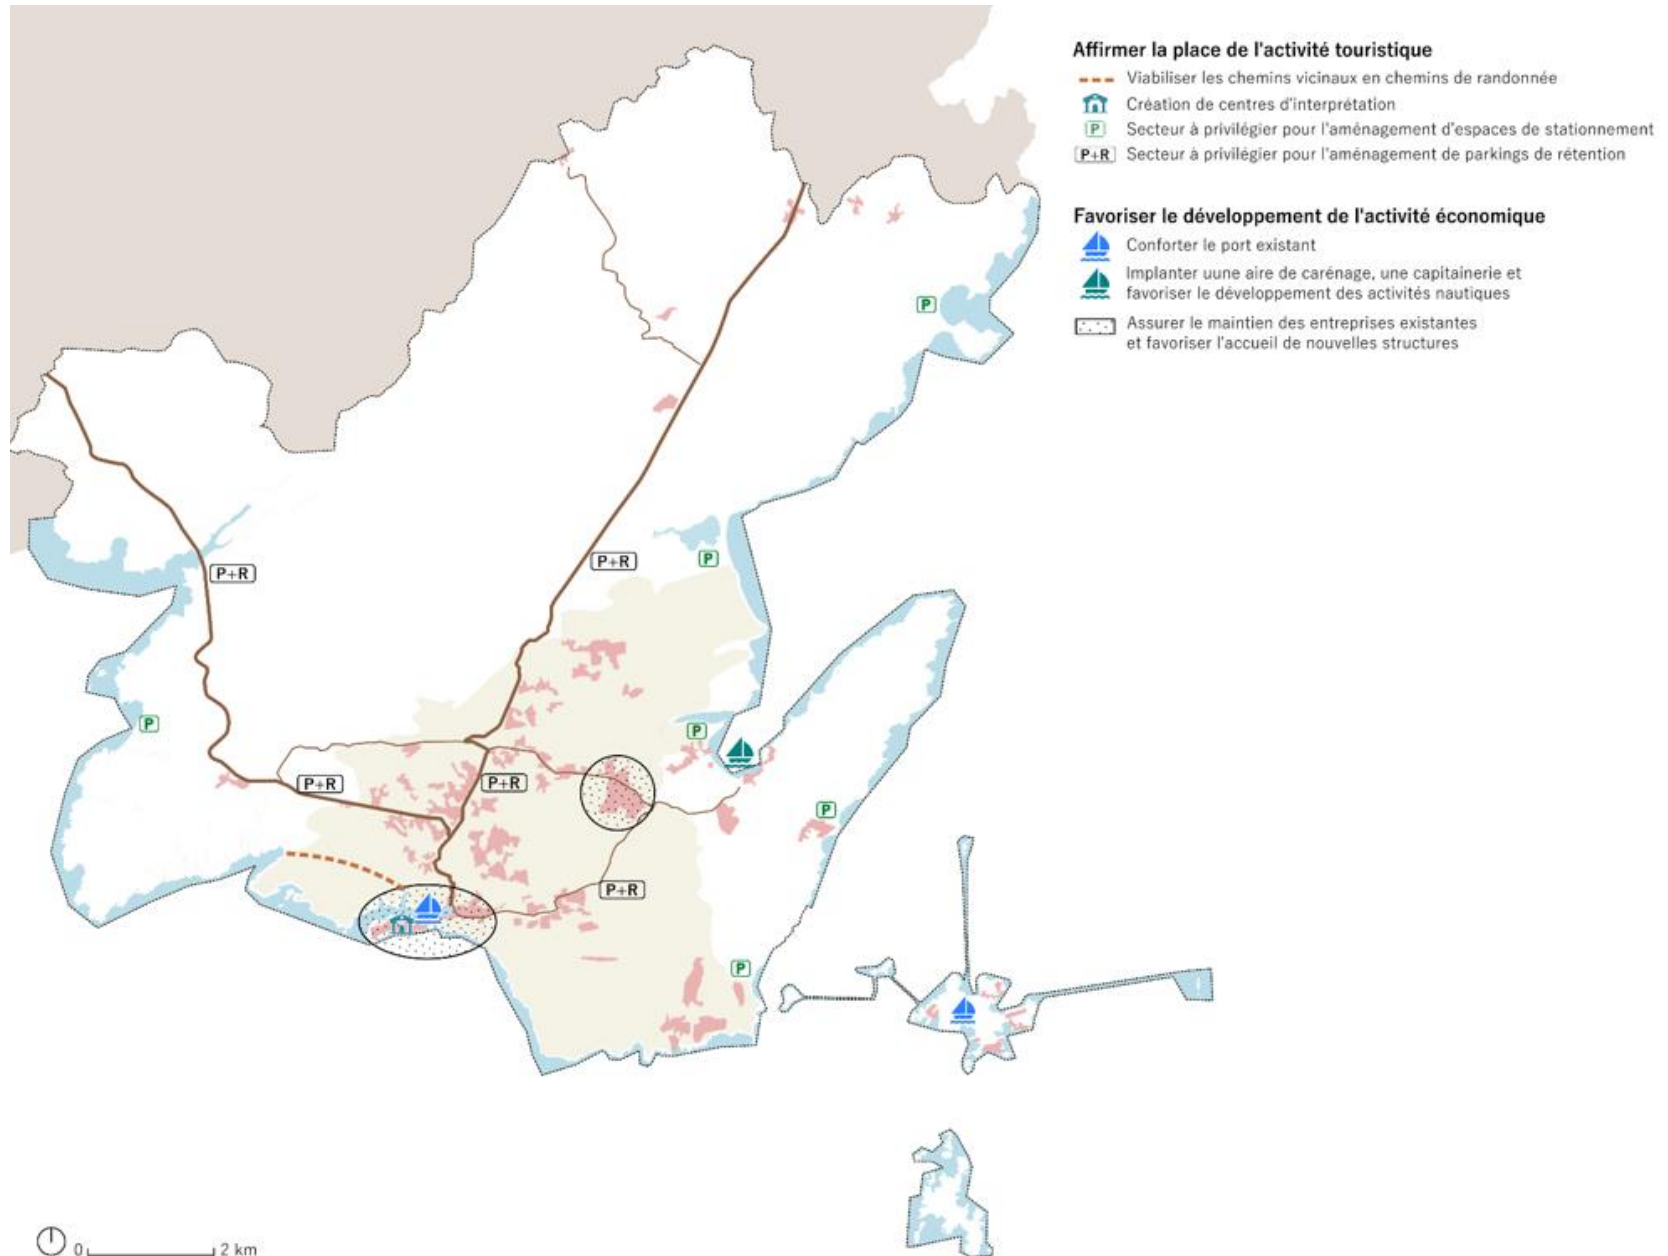 Affirmer la place de l'activité touristique
Viabiliser les chemins vicinaux en chemins de randonnée
Création de centres d'interprétation
P Secteur à privilégier pour l'aménagement d'espaces de stationnement
P+R Secteur à privilégier pour l'aménagement de parkings de rétention
Favoriser le développement de l'activité économique
Conforter le port existant
Implanter uune aire de carénage, une capitainerie et
favoriser le développement des activités nautiques
Assurer le maintien des entreprises existantes
et favoriser l'accueil de nouvelles structures
P
P+R
P
P+R
P
P
P+R
P+R
P
P+R
P
0 2 km